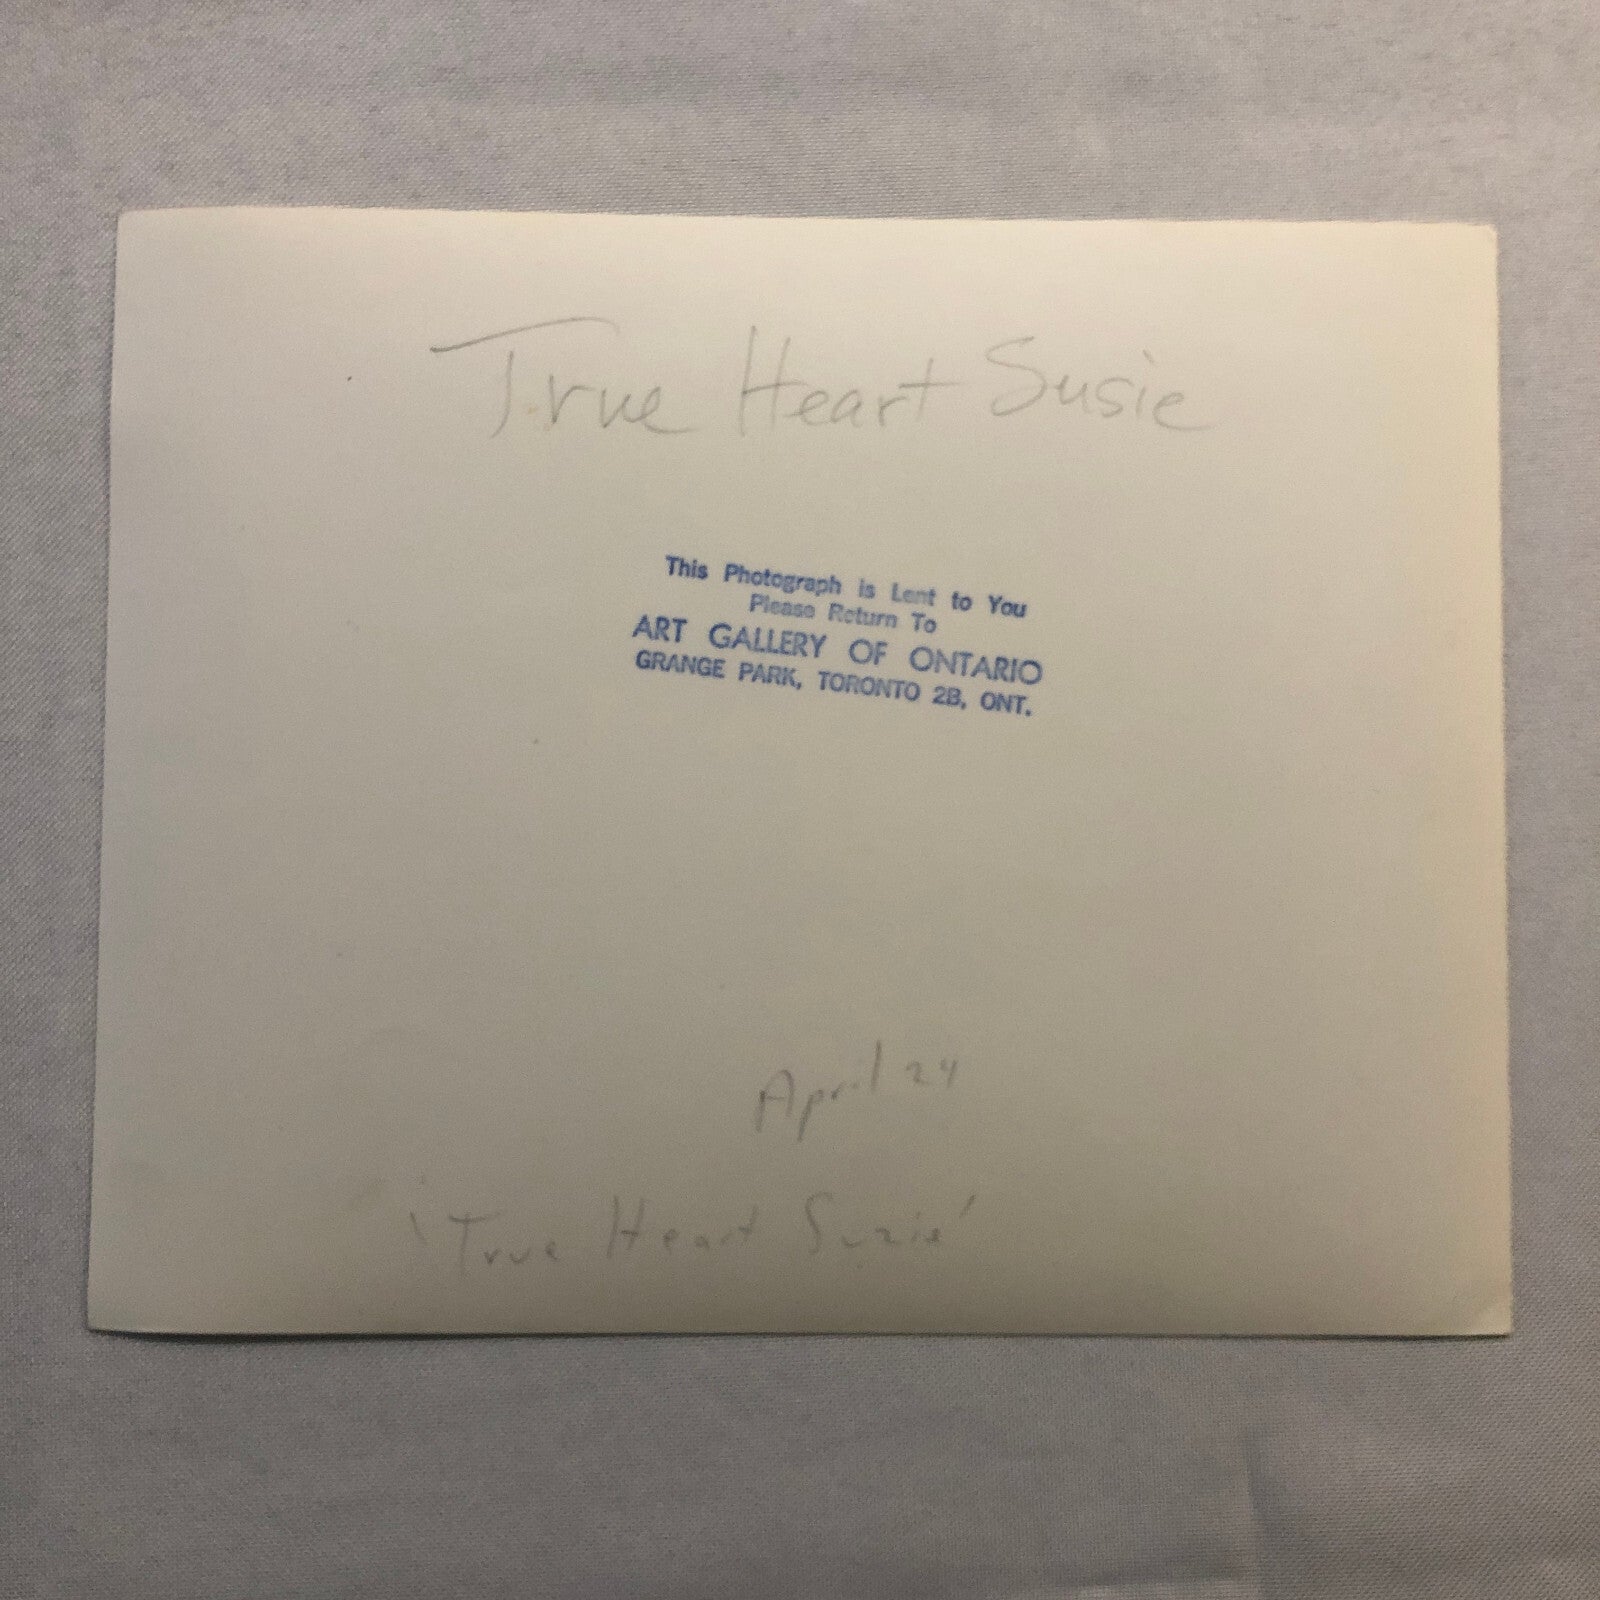 True Heart Susie
This Photograph is Lent to You
Please Return To
ART GALLERY OF ONTARIO
GRANGE PARK, TORONTO 2B, ONT.
April 24
'True Heart Suzie'